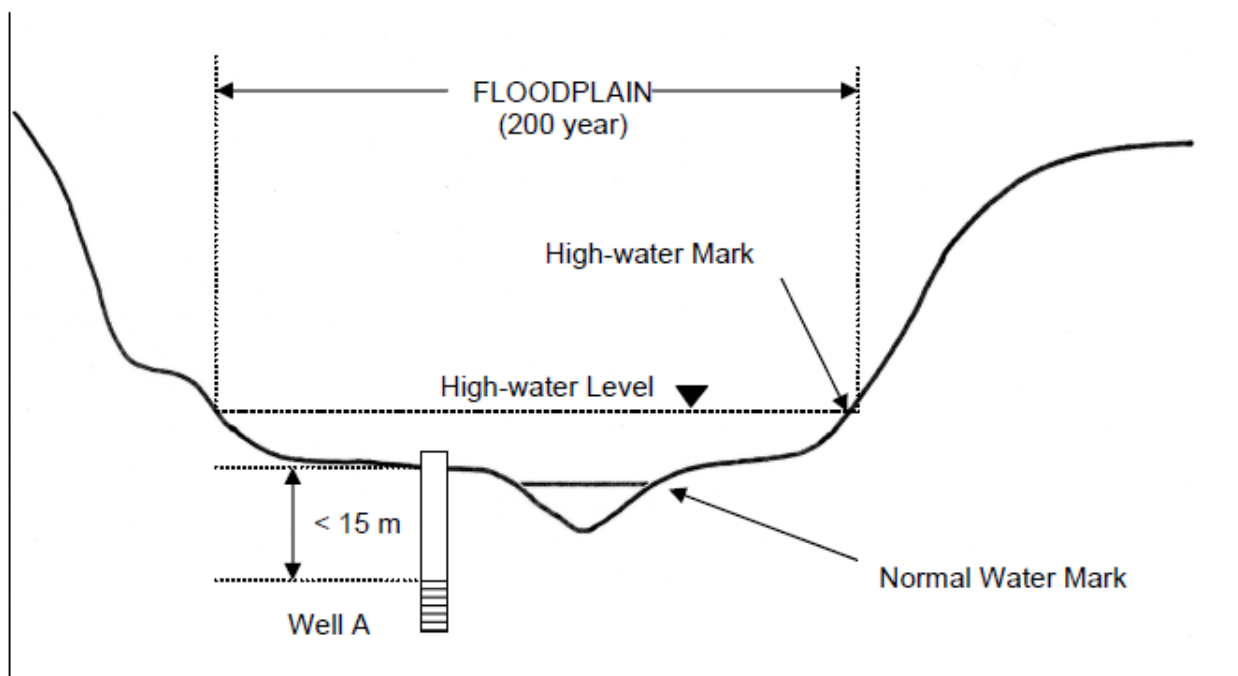 FLOODPLAIN
(200 year)
High-water Mark
High-water Level
< 15 m
Normal Water Mark
Well A